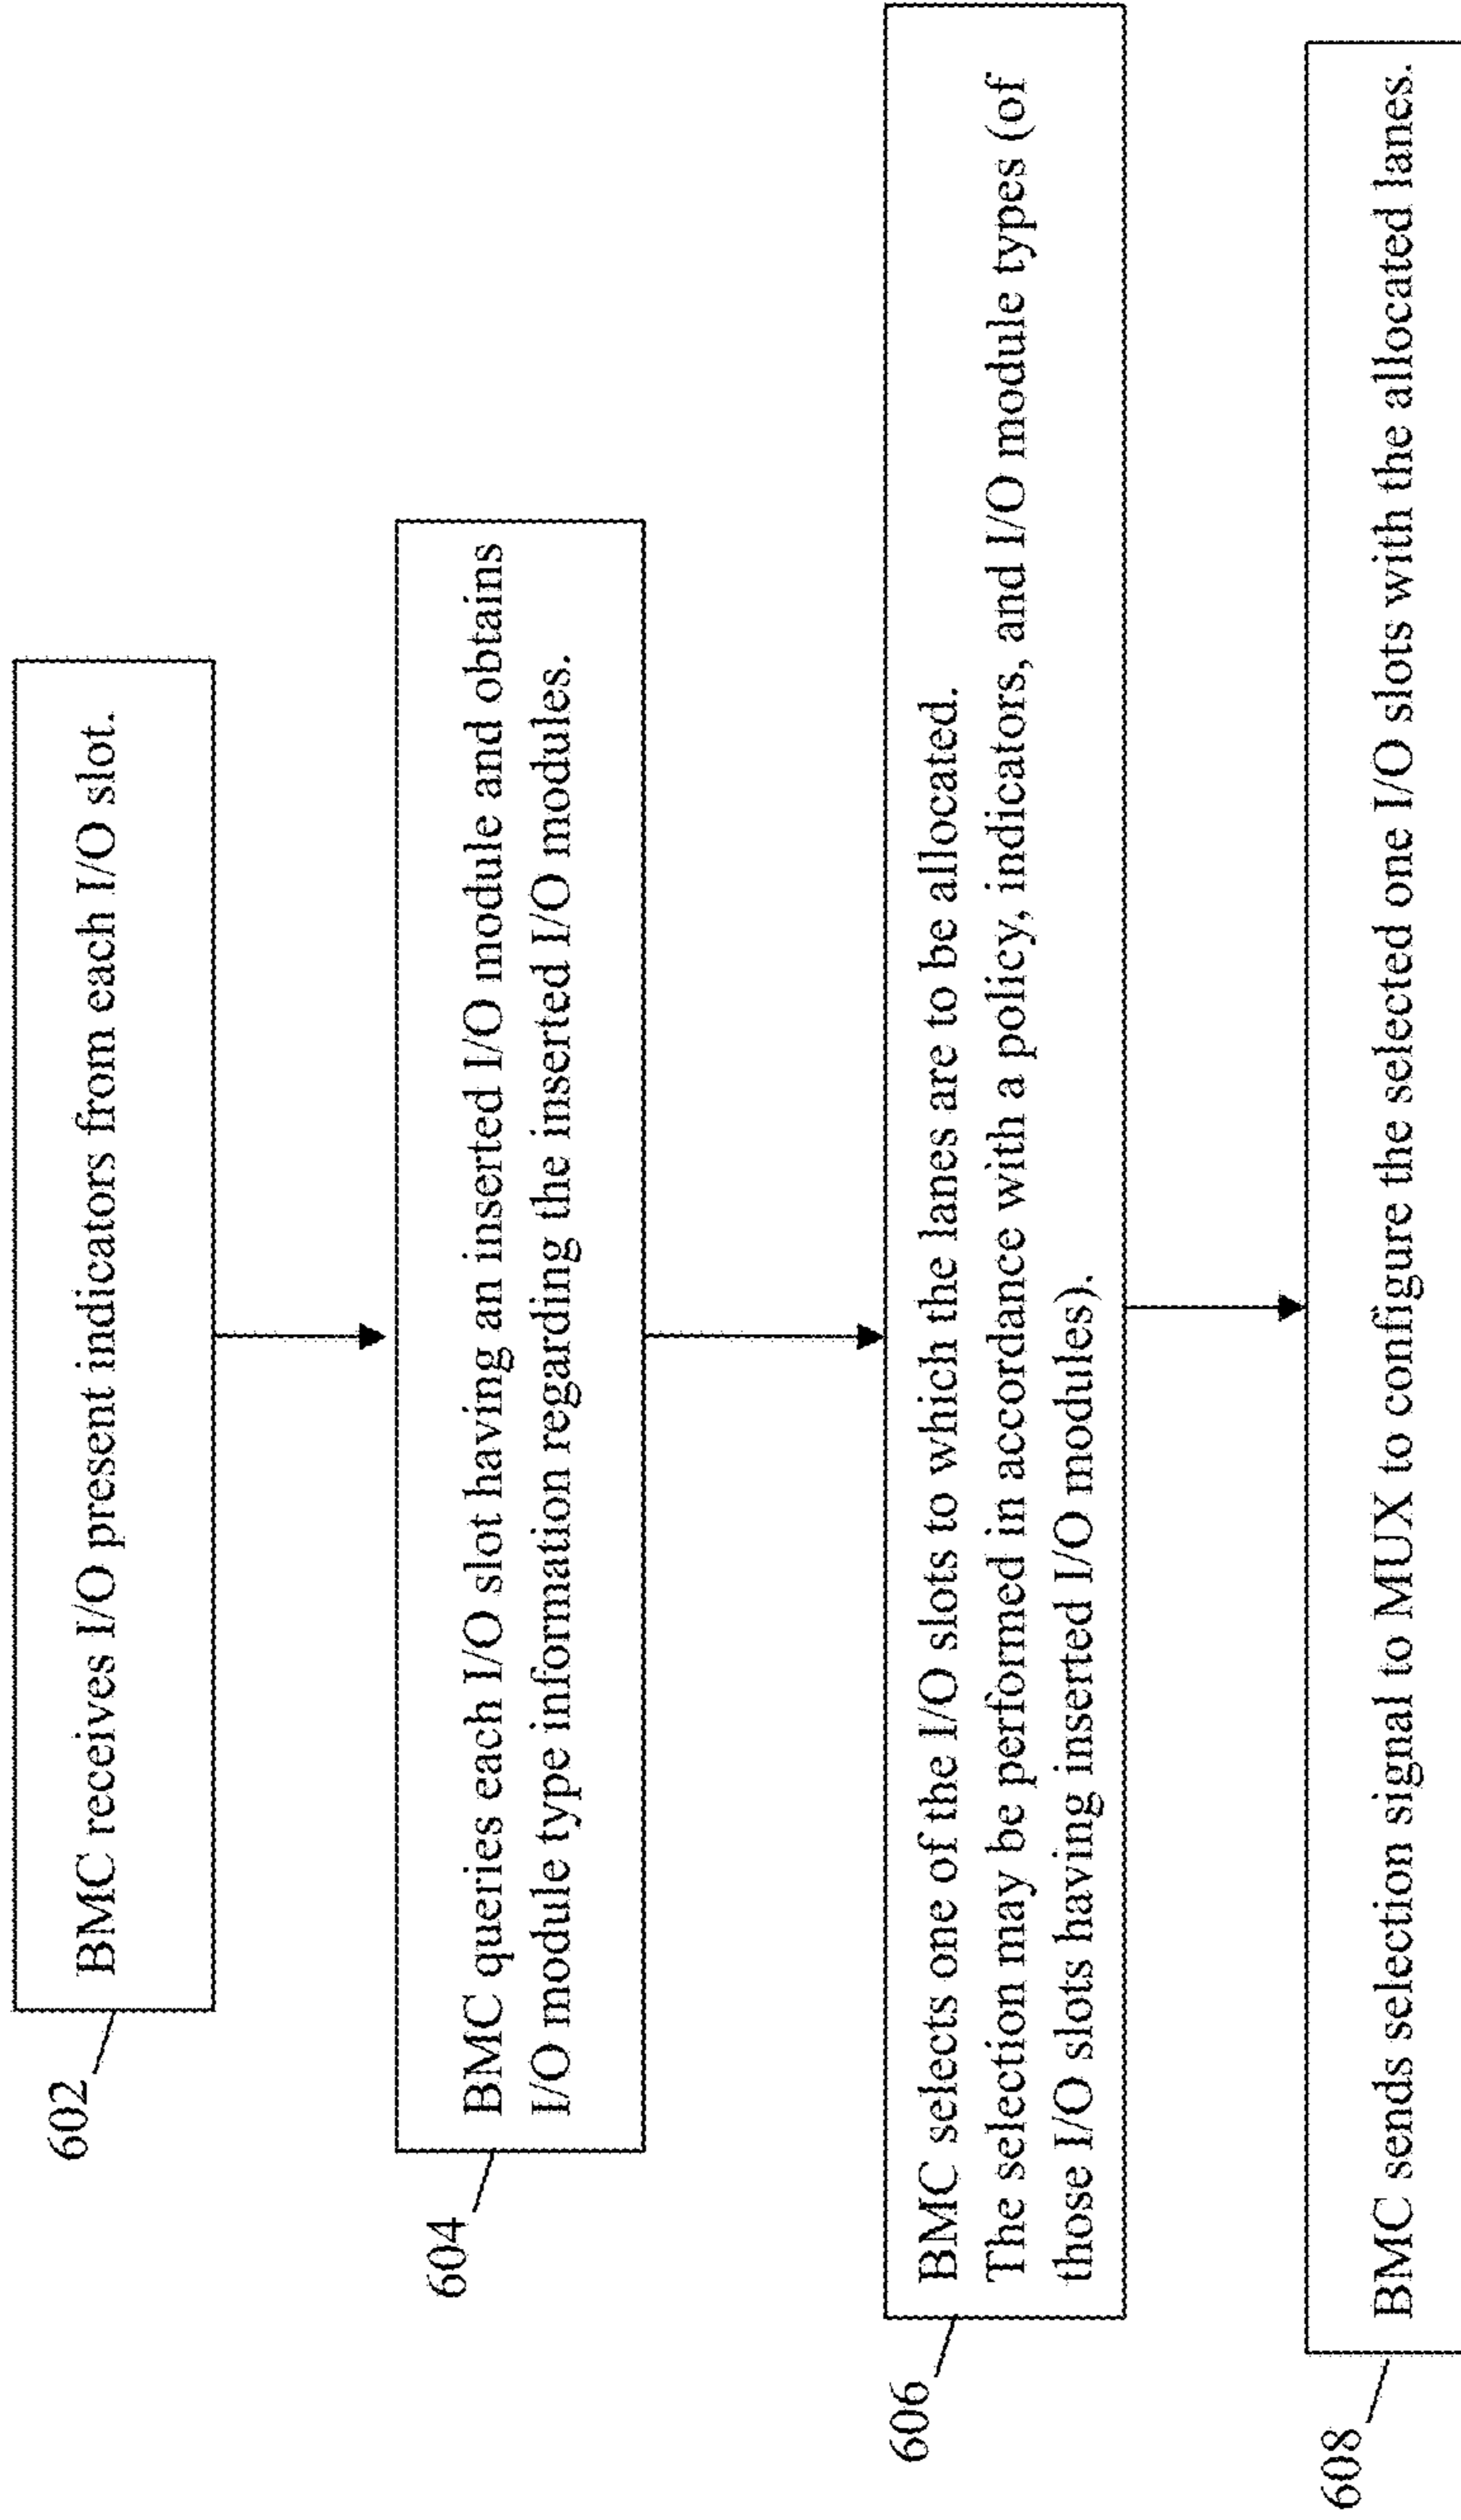 602
BMC receives I/O present indicators from each I/O slot.
604
BMC queries each I/O slot having an inserted I/O module and obtains
I/O module type information regarding the inserted I/O modules.
606
BMC selects one of the I/O slots to which the lanes are to be allocated.
The selection may be performed in accordance with a policy, indicators, and I/O module types (of
those I/O slots having inserted I/O modules).
608
BMC sends selection signal to MUX to configure the selected one I/O slots with the allocated lanes.